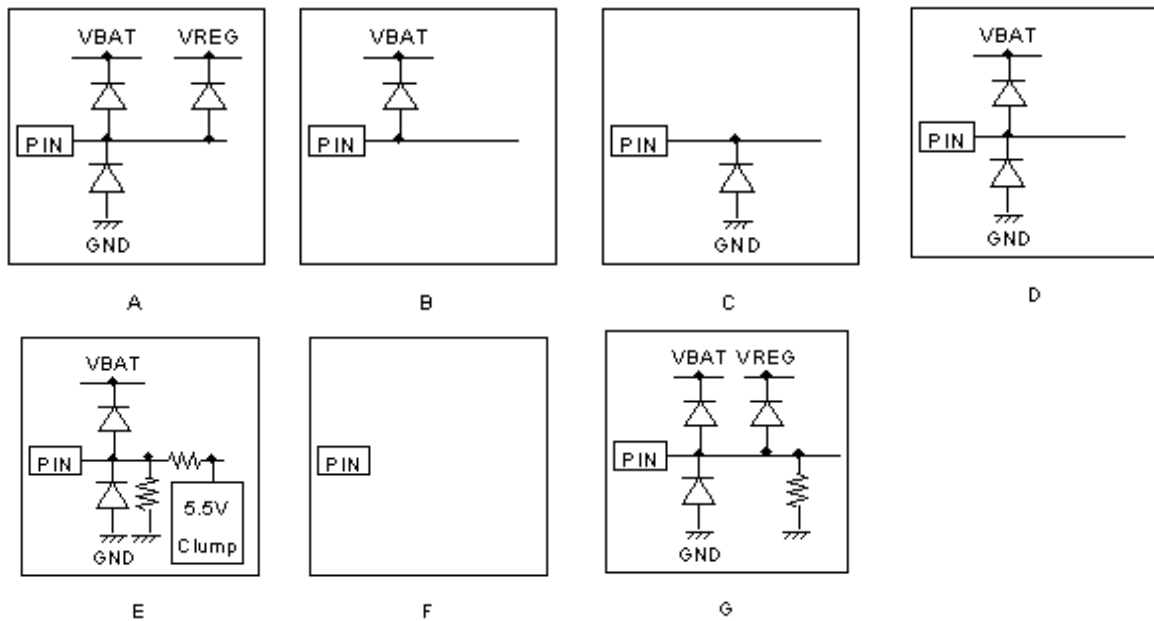 VBAT VREG
PIN
GND
A
VBAT
PIN
B
PIN
GND
C
VBAT
PIN
GND
D
VBAT
PIN
GND
5.5V
Clump
E
PIN
F
VBAT VREG
PIN
GND
G